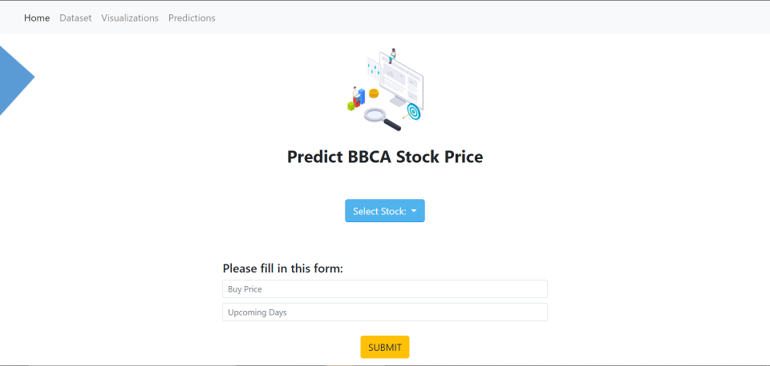 Home Dataset Visualizations Predictions
Predict BBCA Stock Price
Select Stock:
Please fill in this form:
Buy Price
Upcoming Days
SUBMIT